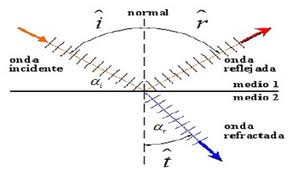 normal
î
r̂
onda
incidente
onda
reflejada
αᵢ
medio 1
medio 2
αᵣ
onda
refractada
t̂